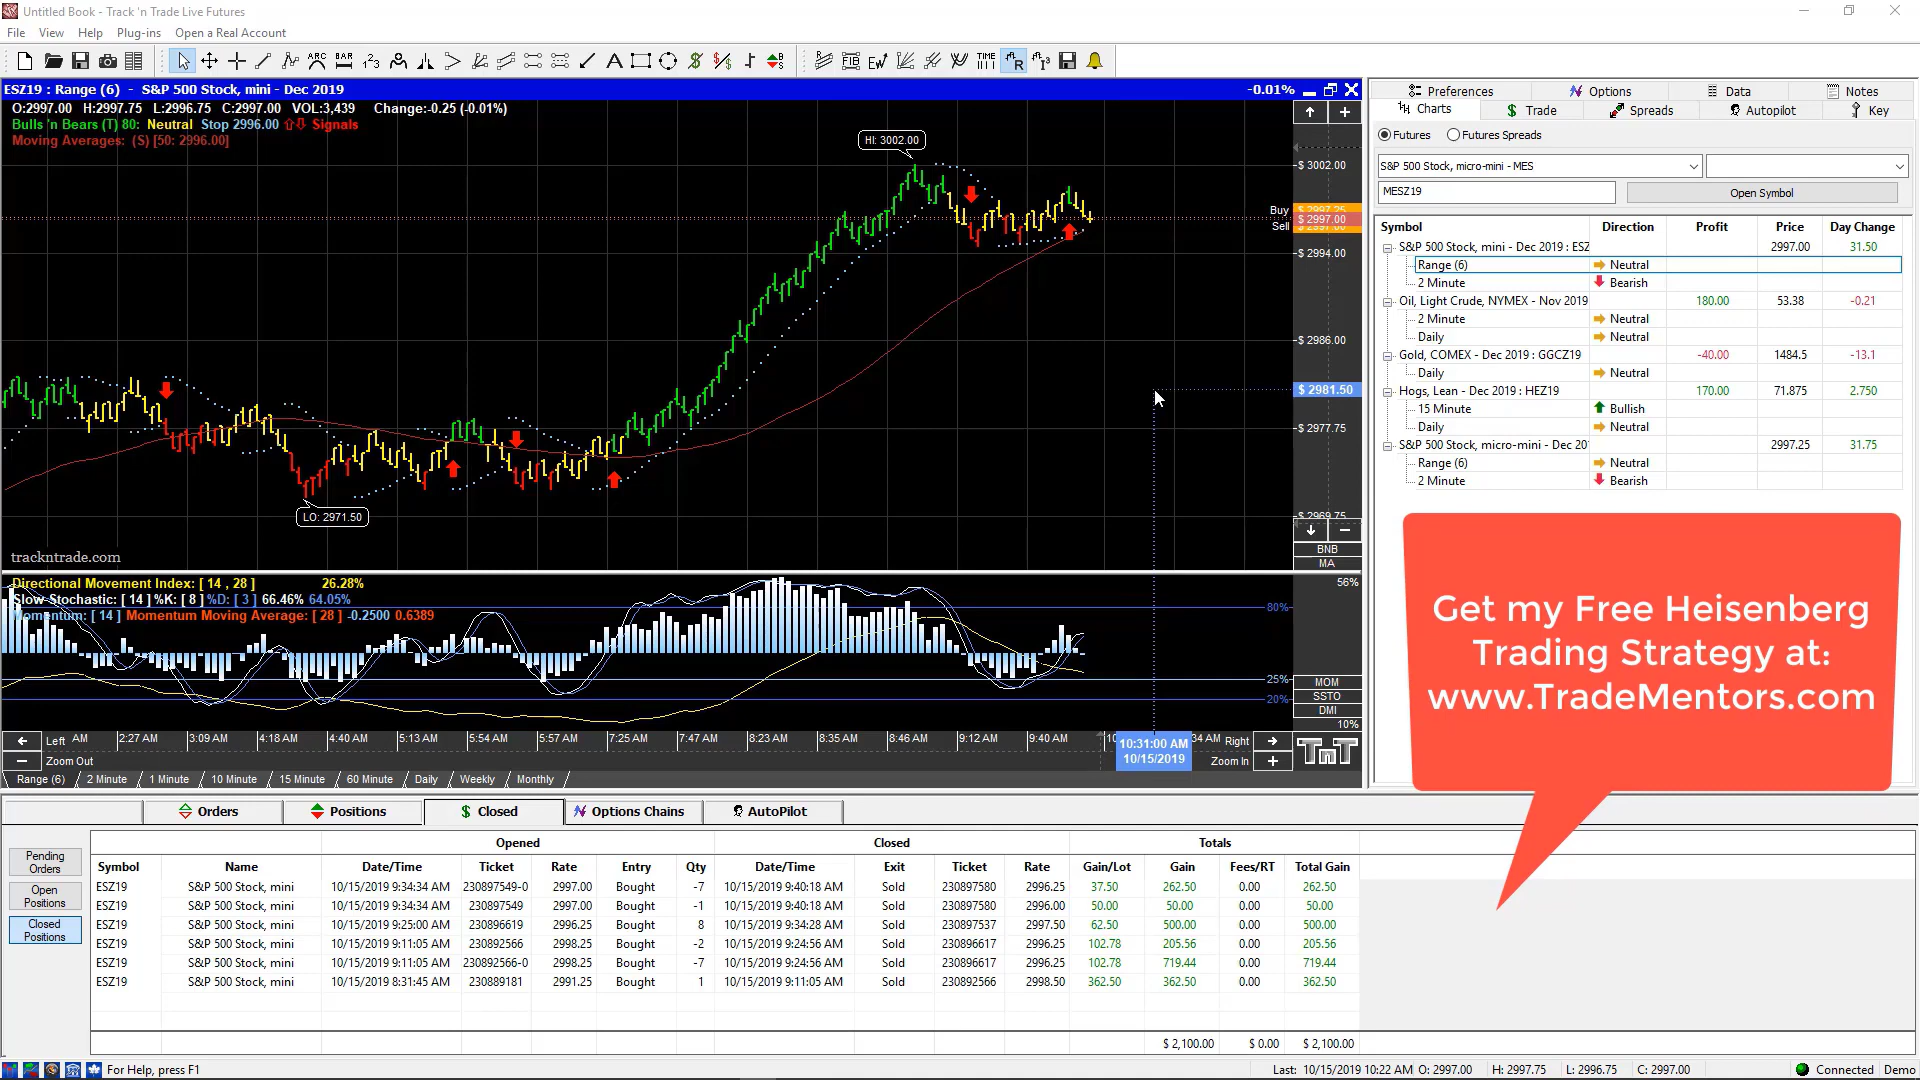 Untitled Book - Track 'n Trade Live Futures
File View Help Plug-ins Open a Real Account
ARC BAR 1 2 3 FIB EW TIME
ESZ19 : Range (6) - S&P 500 Stock, mini - Dec 2019 -0.01%
O:2997.00 H:2997.75 L:2996.75 C:2997.00 VOL:3,439 Change:-0.25 (-0.01%)
Bulls 'n Bears (T) 80: Neutral Stop 2996.00 Signals
Moving Averages: (S) [50: 2996.00]
HI: 3002.00
LO: 2971.50
$ 3002.00
Buy $ 2997.25
$ 2997.00
Sell $ 2997.00
$ 2994.00
$ 2986.00
$ 2981.50
$ 2977.75
$ 2969.75
BNB
MA
trackntrade.com
Directional Movement Index: [ 14 , 28 ] 26.28%
Slow Stochastic: [ 14 ] %K: [ 8 ] %D: [ 3 ] 66.46% 64.05%
Momentum: [ 14 ] Momentum Moving Average: [ 28 ] -0.2500 0.6389
56%
80%
25%
20%
10%
MOM
SSTO
DMI
Left AM 2:27 AM 3:09 AM 4:18 AM 4:40 AM 5:13 AM 5:54 AM 5:57 AM 7:25 AM 7:47 AM 8:23 AM 8:35 AM 8:46 AM 9:12 AM 9:40 AM 10:31:00 AM 34 AM Right
10/15/2019
Zoom Out Zoom In
TnT
Range (6) 2 Minute 1 Minute 10 Minute 15 Minute 60 Minute Daily Weekly Monthly
Preferences Options Data Notes
Charts Trade Spreads Autopilot Key
Futures Futures Spreads
S&P 500 Stock, micro-mini - MES
MESZ19 Open Symbol
Symbol Direction Profit Price Day Change
S&P 500 Stock, mini - Dec 2019 : ESZ 2997.00 31.50
Range (6) Neutral
2 Minute Bearish
Oil, Light Crude, NYMEX - Nov 2019 180.00 53.38 -0.21
2 Minute Neutral
Daily Neutral
Gold, COMEX - Dec 2019 : GGCZ19 -40.00 1484.5 -13.1
Daily Neutral
Hogs, Lean - Dec 2019 : HEZ19 170.00 71.875 2.750
15 Minute Bullish
Daily Neutral
S&P 500 Stock, micro-mini - Dec 20 2997.25 31.75
Range (6) Neutral
2 Minute Bearish
Get my Free Heisenberg
Trading Strategy at:
www.TradeMentors.com
Orders Positions Closed Options Chains AutoPilot
Pending Orders
Open Positions
Closed Positions
Opened Closed Totals
Symbol Name Date/Time Ticket Rate Entry Qty Date/Time Exit Ticket Rate Gain/Lot Gain Fees/RT Total Gain
ESZ19 S&P 500 Stock, mini 10/15/2019 9:34:34 AM 230897549-0 2997.00 Bought -7 10/15/2019 9:40:18 AM Sold 230897580 2996.25 37.50 262.50 0.00 262.50
ESZ19 S&P 500 Stock, mini 10/15/2019 9:34:34 AM 230897549 2997.00 Bought -1 10/15/2019 9:40:18 AM Sold 230897580 2996.00 50.00 50.00 0.00 50.00
ESZ19 S&P 500 Stock, mini 10/15/2019 9:25:00 AM 230896619 2996.25 Bought 8 10/15/2019 9:34:28 AM Sold 230897537 2997.50 62.50 500.00 0.00 500.00
ESZ19 S&P 500 Stock, mini 10/15/2019 9:11:05 AM 230892566 2998.25 Bought -2 10/15/2019 9:24:56 AM Sold 230896617 2996.25 102.78 205.56 0.00 205.56
ESZ19 S&P 500 Stock, mini 10/15/2019 9:11:05 AM 230892566-0 2998.25 Bought -7 10/15/2019 9:24:56 AM Sold 230896617 2996.25 102.78 719.44 0.00 719.44
ESZ19 S&P 500 Stock, mini 10/15/2019 8:31:45 AM 230889181 2991.25 Bought 1 10/15/2019 9:11:05 AM Sold 230892566 2998.50 362.50 362.50 0.00 362.50
$ 2,100.00 $ 0.00 $ 2,100.00
For Help, press F1 Last: 10/15/2019 10:22 AM O: 2997.00 H: 2997.75 L: 2996.75 C: 2997.00 Connected Demo